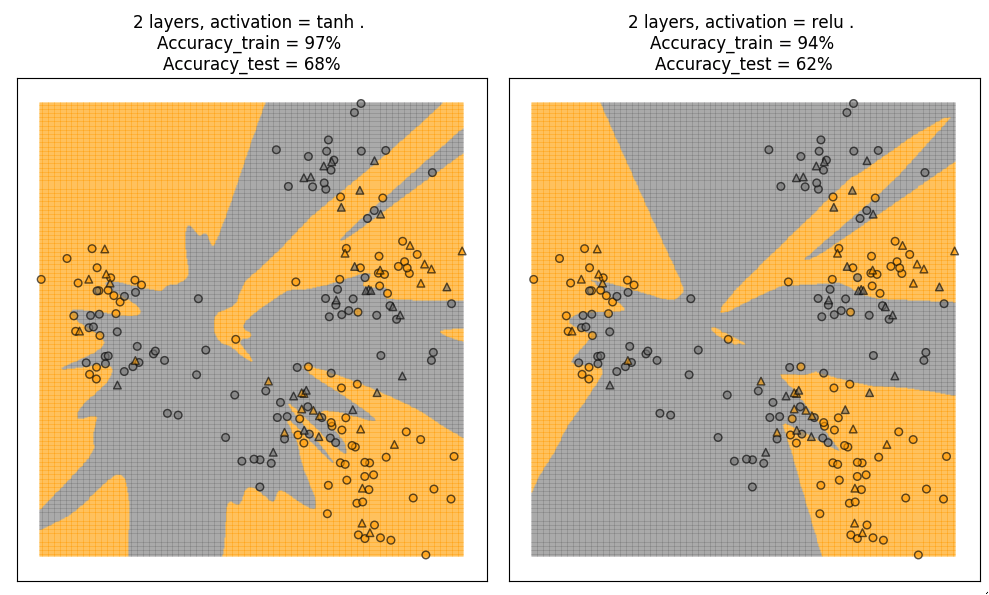 2 layers, activation = tanh .
Accuracy_train = 97%
Accuracy_test = 68%
2 layers, activation = relu .
Accuracy_train = 94%
Accuracy_test = 62%